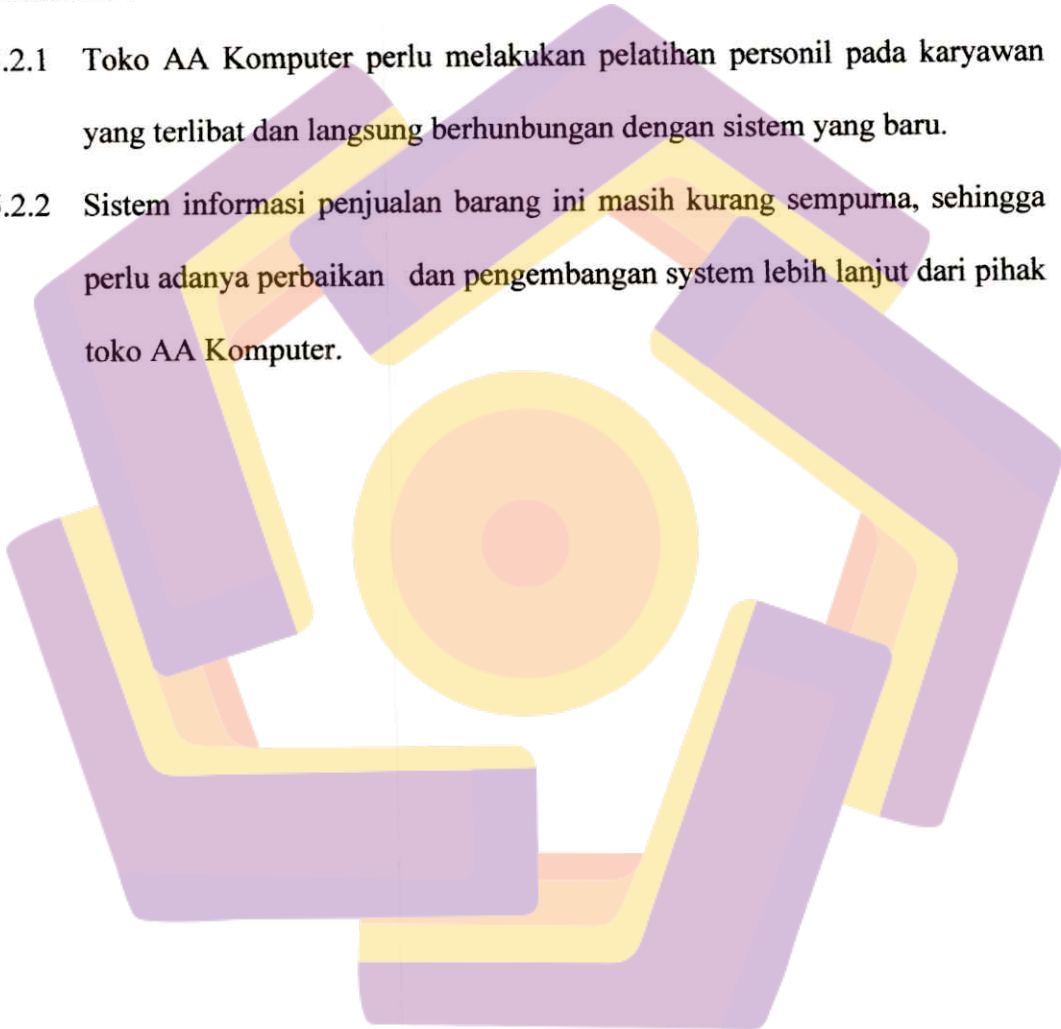 .2.1 Toko AA Komputer perlu melakukan pelatihan personil pada karyawan
yang terlibat dan langsung berhunbungan dengan sistem yang baru.
5.2.2 Sistem informasi penjualan barang ini masih kurang sempurna, sehingga
perlu adanya perbaikan dan pengembangan system lebih lanjut dari pihak
toko AA Komputer.